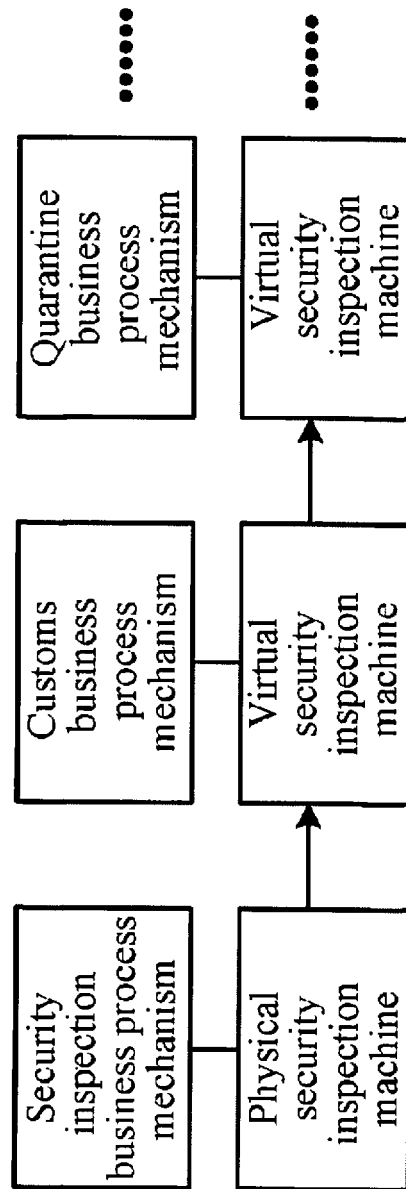 Security
inspection
business process
mechanism
Customs
business
process
mechanism
Quarantine
business
process
mechanism
Physical
security
inspection
machine
Virtual
security
inspection
machine
Virtual
security
inspection
machine